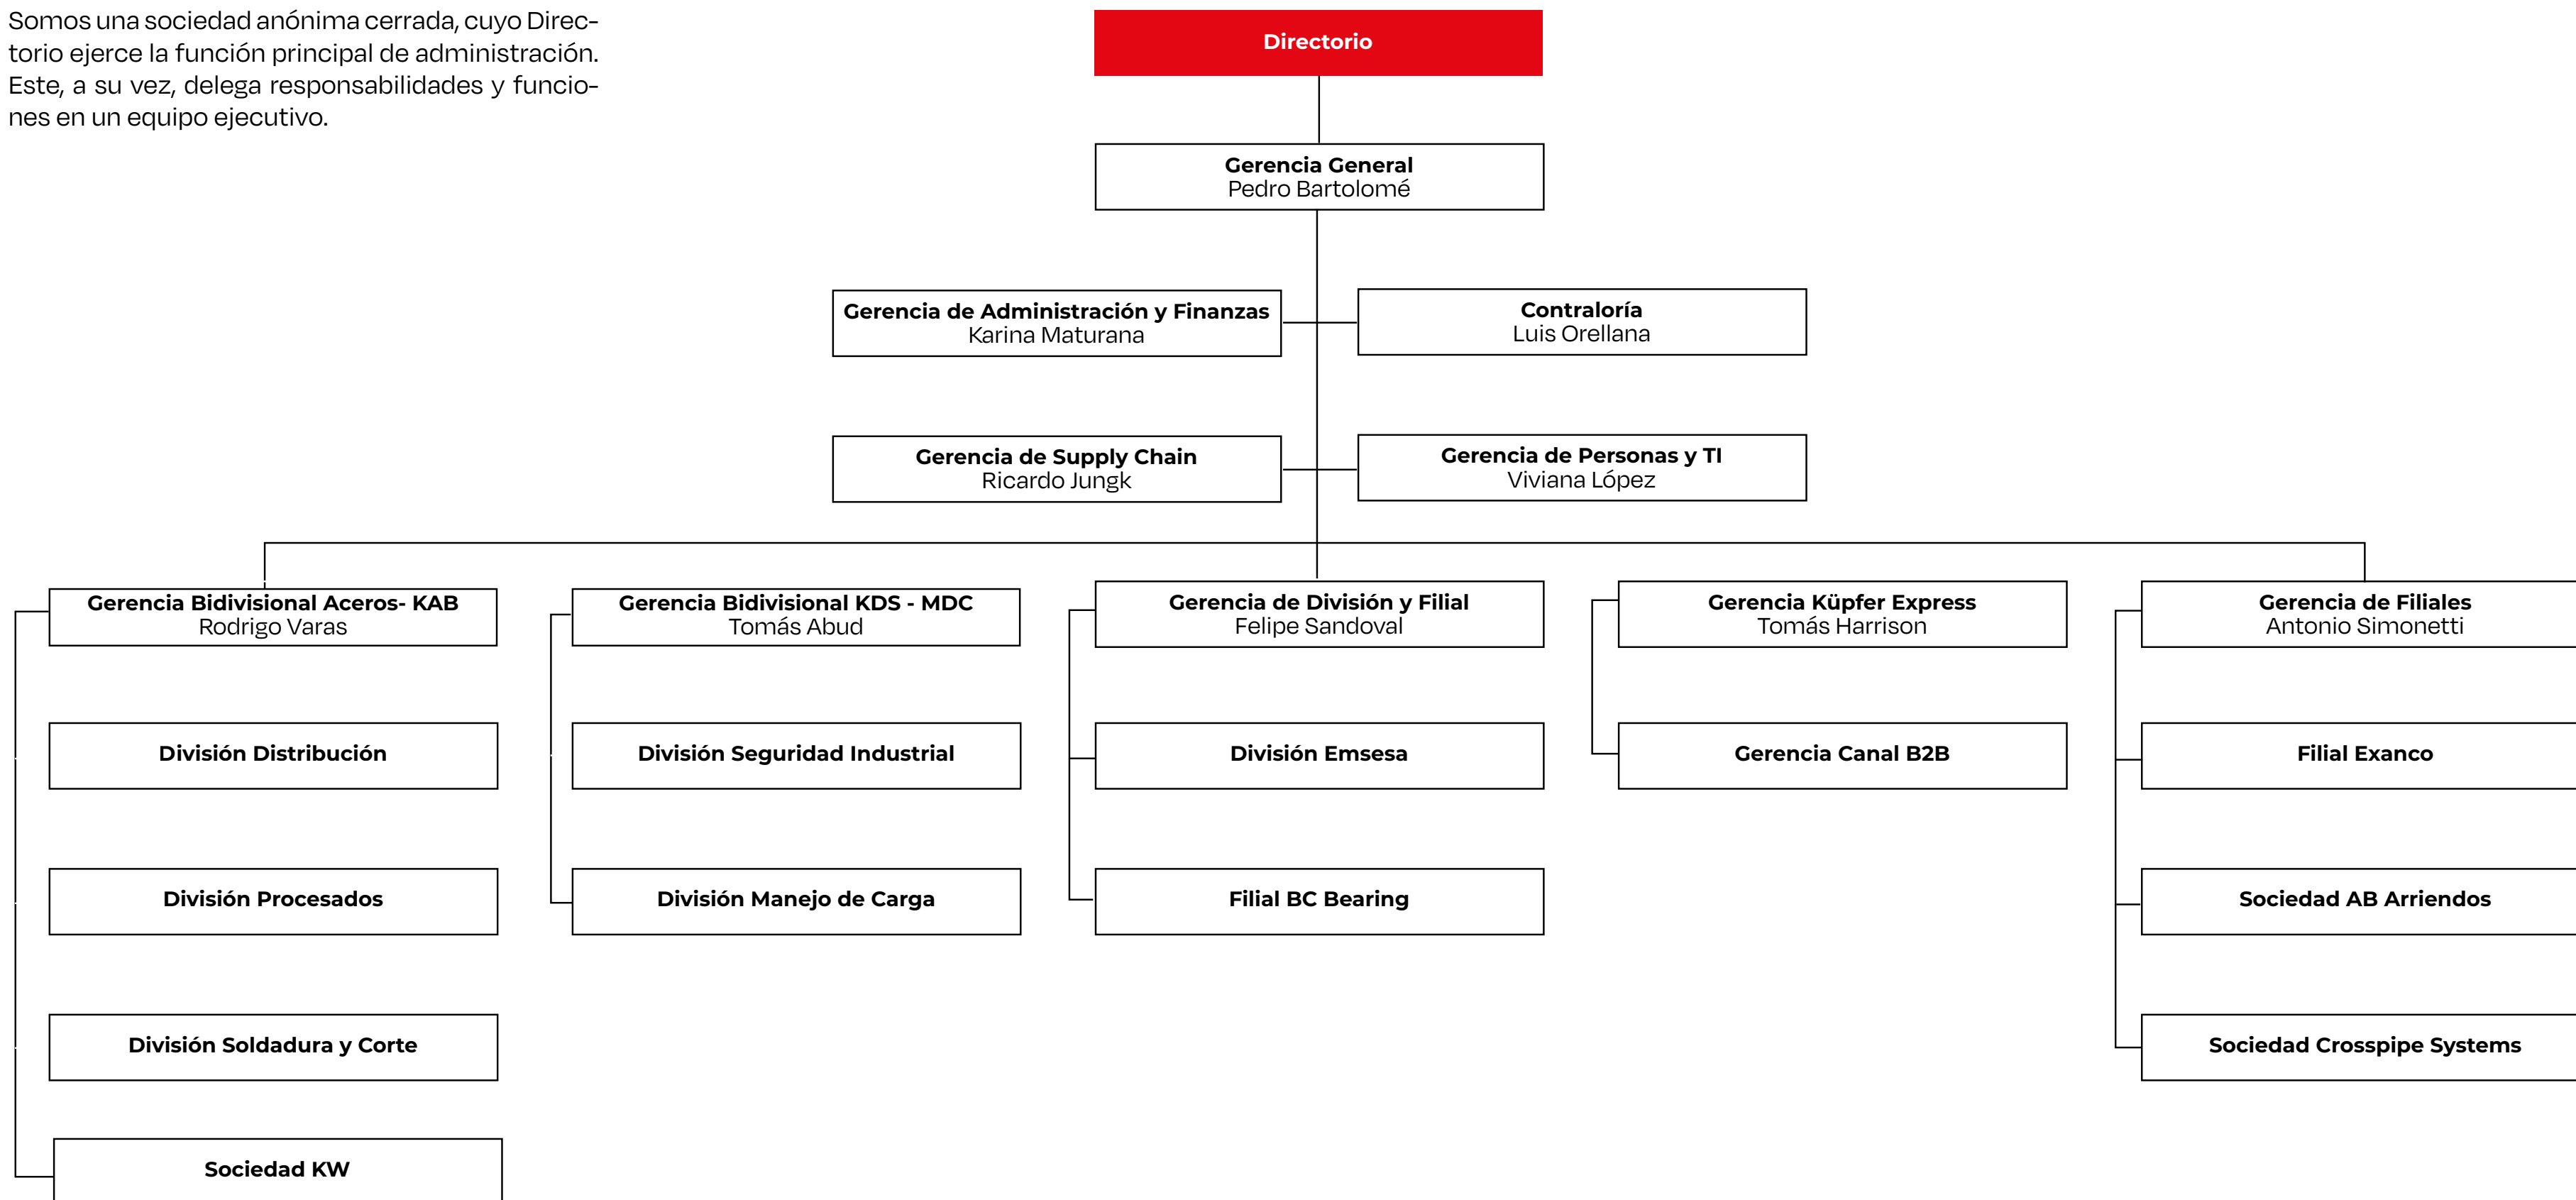 Somos una sociedad anónima cerrada, cuyo Direc-
torio ejerce la función principal de administración.
Este, a su vez, delega responsabilidades y funcio-
nes en un equipo ejecutivo.
Directorio
Gerencia General
Pedro Bartolomé
Gerencia de Administración y Finanzas
Karina Maturana
Contraloría
Luis Orellana
Gerencia de Supply Chain
Ricardo Jungk
Gerencia de Personas y TI
Viviana López
Gerencia Bidivisional Aceros- KAB
Rodrigo Varas
División Distribución
División Procesados
División Soldadura y Corte
Sociedad KW
Gerencia Bidivisional KDS - MDC
Tomás Abud
División Seguridad Industrial
División Manejo de Carga
Gerencia de División y Filial
Felipe Sandoval
División Emsesa
Filial BC Bearing
Gerencia Küpfer Express
Tomás Harrison
Gerencia Canal B2B
Gerencia de Filiales
Antonio Simonetti
Filial Exanco
Sociedad AB Arriendos
Sociedad Crosspipe Systems